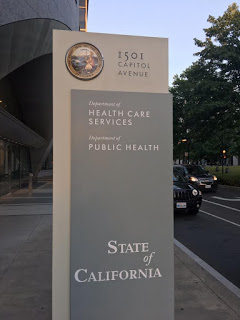 1501
CAPITOL
AVENUE
Department of
HEALTH CARE
SERVICES
Department of
PUBLIC HEALTH
STATE
of
CALIFORNIA